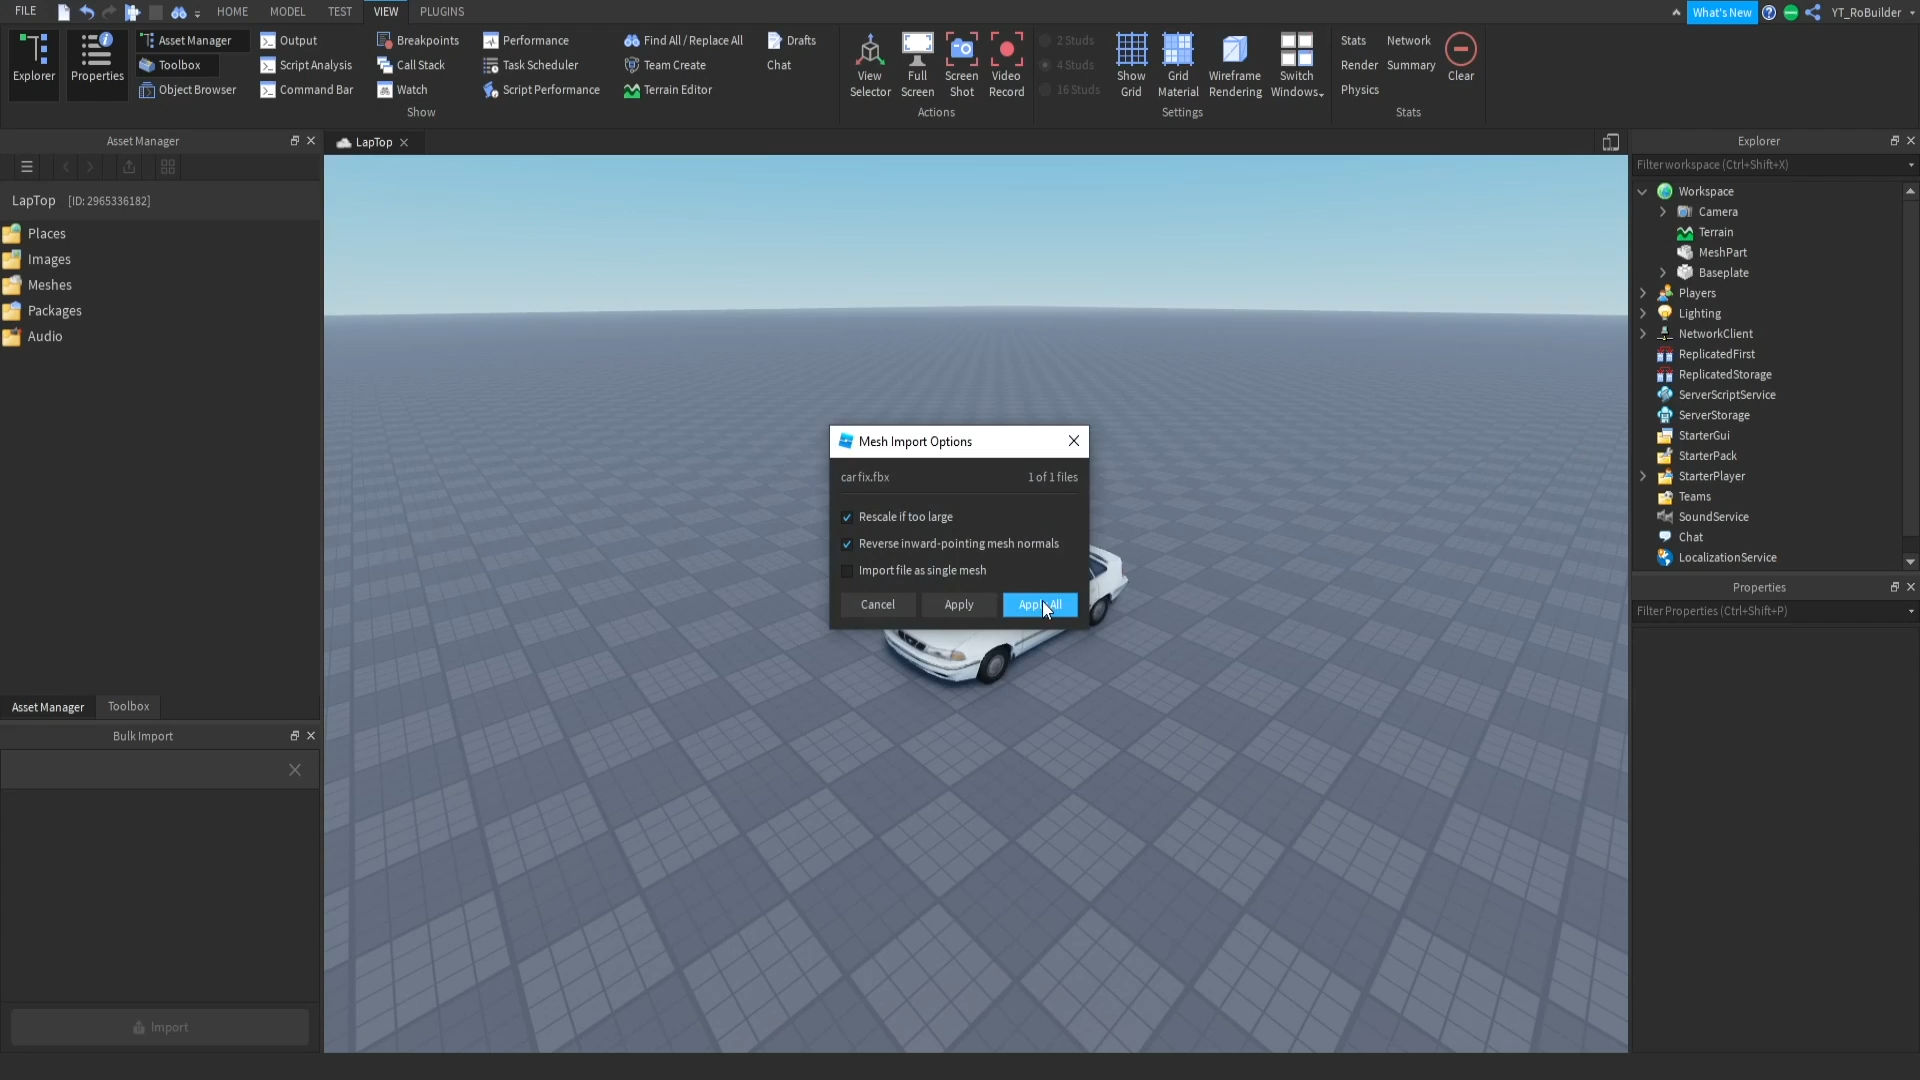 FILE HOME MODEL TEST VIEW PLUGINS What's New YT_RoBuilder
Explorer Properties
Asset Manager Output Breakpoints Performance Find All / Replace All Drafts
Toolbox Script Analysis Call Stack Task Scheduler Team Create Chat
Object Browser Command Bar Watch Script Performance Terrain Editor
Show
View Selector Full Screen Screen Shot Video Record
Actions
2 Studs
4 Studs
16 Studs
Show Grid Grid Material Wireframe Rendering Switch Windows
Settings
Stats Network
Render Summary
Physics
Clear
Stats
Asset Manager
LapTop [ID: 2965336182]
Places
Images
Meshes
Packages
Audio
Asset Manager Toolbox
Bulk Import
Import
LapTop
Mesh Import Options
car fix.fbx 1 of 1 files
Rescale if too large
Reverse inward-pointing mesh normals
Import file as single mesh
Cancel Apply Apply All
Explorer
Filter workspace (Ctrl+Shift+X)
Workspace
Camera
Terrain
MeshPart
Baseplate
Players
Lighting
NetworkClient
ReplicatedFirst
ReplicatedStorage
ServerScriptService
ServerStorage
StarterGui
StarterPack
StarterPlayer
Teams
SoundService
Chat
LocalizationService
Properties
Filter Properties (Ctrl+Shift+P)